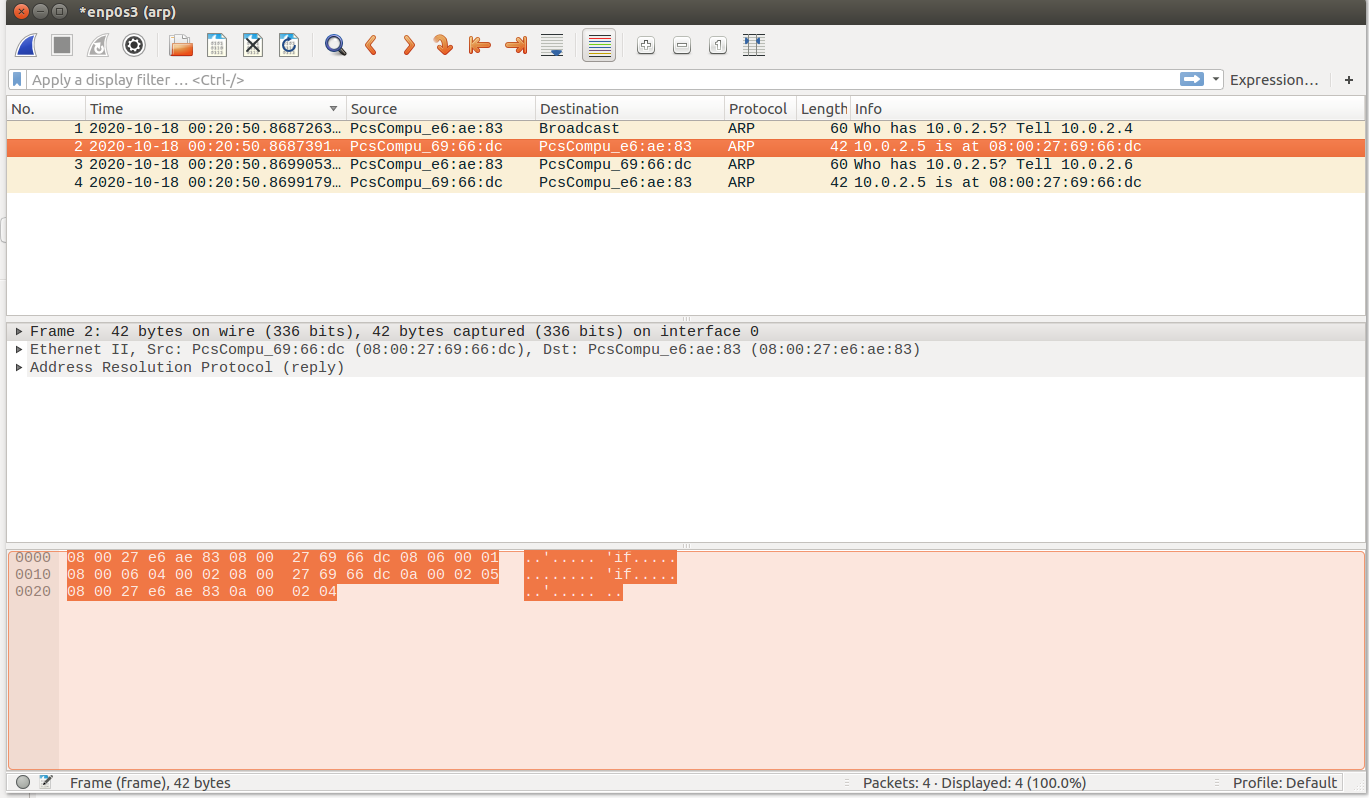 *enp0s3 (arp)
Apply a display filter … <Ctrl-/>
Expression…
+
No. Time Source Destination Protocol Length Info
1 2020-10-18 00:20:50.8687263… PcsCompu_e6:ae:83 Broadcast ARP 60 Who has 10.0.2.5? Tell 10.0.2.4
2 2020-10-18 00:20:50.8687391… PcsCompu_69:66:dc PcsCompu_e6:ae:83 ARP 42 10.0.2.5 is at 08:00:27:69:66:dc
3 2020-10-18 00:20:50.8699053… PcsCompu_e6:ae:83 PcsCompu_69:66:dc ARP 60 Who has 10.0.2.5? Tell 10.0.2.6
4 2020-10-18 00:20:50.8699179… PcsCompu_69:66:dc PcsCompu_e6:ae:83 ARP 42 10.0.2.5 is at 08:00:27:69:66:dc
Frame 2: 42 bytes on wire (336 bits), 42 bytes captured (336 bits) on interface 0
Ethernet II, Src: PcsCompu_69:66:dc (08:00:27:69:66:dc), Dst: PcsCompu_e6:ae:83 (08:00:27:e6:ae:83)
Address Resolution Protocol (reply)
0000 08 00 27 e6 ae 83 08 00 27 69 66 dc 08 06 00 01 ..'..... 'if.....
0010 08 00 06 04 00 02 08 00 27 69 66 dc 0a 00 02 05 ........ 'if.....
0020 08 00 27 e6 ae 83 0a 00 02 04 ..'..... ..
Frame (frame), 42 bytes
Packets: 4 · Displayed: 4 (100.0%)
Profile: Default